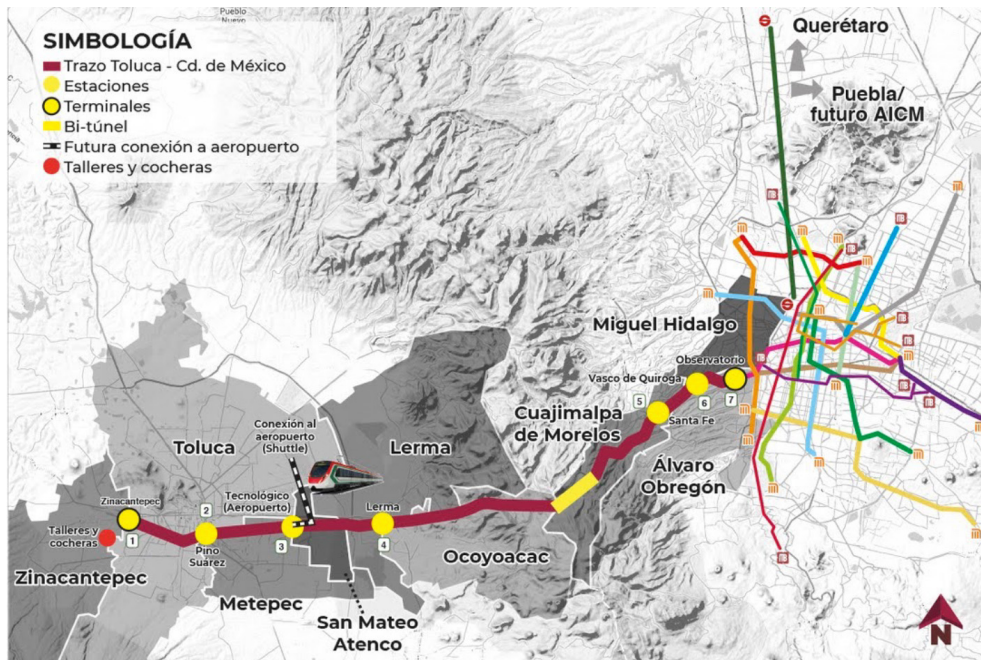 Pueblo
Nuevo
SIMBOLOGÍA
Trazo Toluca - Cd. de México
Estaciones
Terminales
Bi-túnel
Futura conexión a aeropuerto
Talleres y cocheras
Querétaro
Puebla/
futuro AICM
Miguel Hidalgo
Observatorio
7
Vasco de Quiroga
6
5
Santa Fe
Cuajimalpa
de Morelos
Álvaro
Obregón
Toluca
Conexión al
aeropuerto
(Shuttle)
Lerma
Zinacantepec
1
2
Pino
Suárez
Tecnológico
(Aeropuerto)
3
Lerma
4
Talleres y
cocheras
Zinacantepec
Metepec
Ocoyoacac
San Mateo
Atenco
N